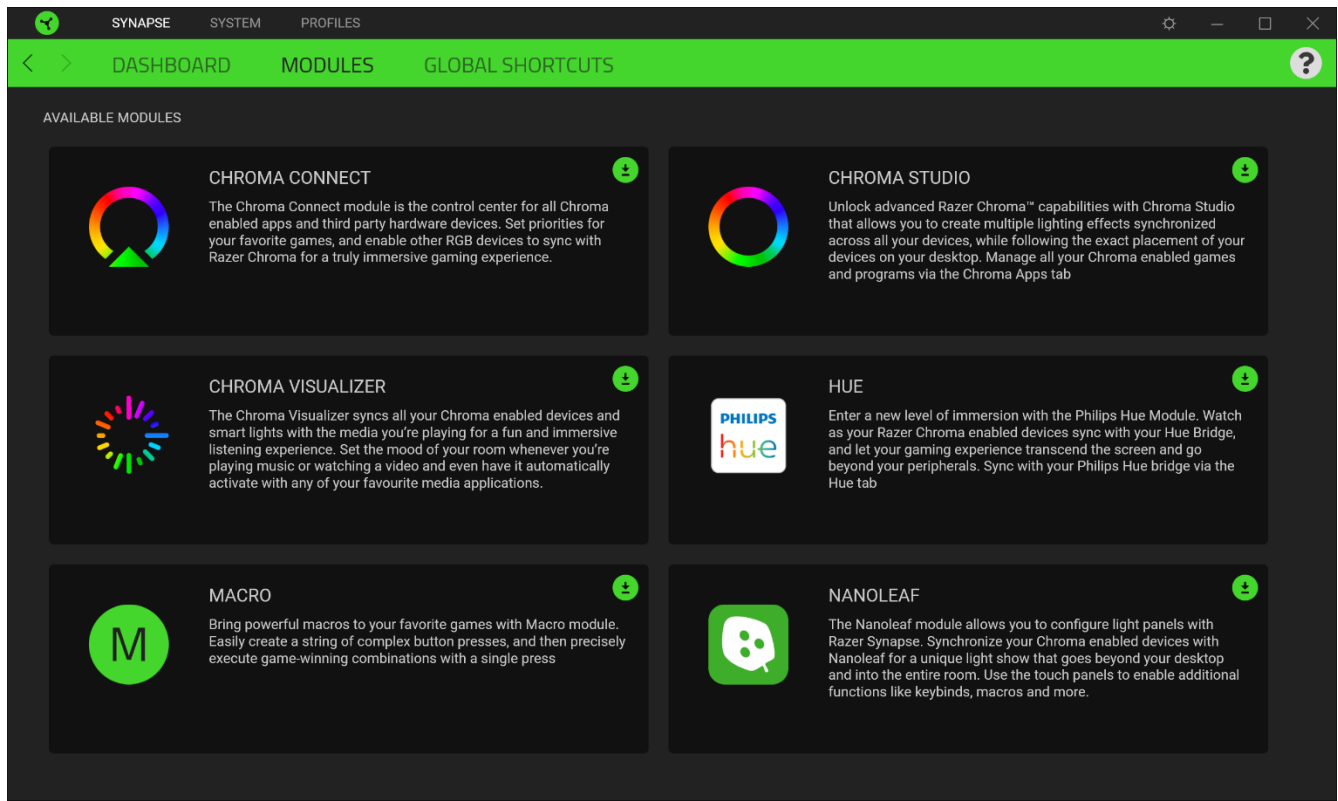 SYNAPSE SYSTEM PROFILES
DASHBOARD MODULES GLOBAL SHORTCUTS ?
AVAILABLE MODULES
CHROMA CONNECT
The Chroma Connect module is the control center for all Chroma
enabled apps and third party hardware devices. Set priorities for
your favorite games, and enable other RGB devices to sync with
Razer Chroma for a truly immersive gaming experience.
CHROMA STUDIO
Unlock advanced Razer Chroma™ capabilities with Chroma Studio
that allows you to create multiple lighting effects synchronized
across all your devices, while following the exact placement of your
devices on your desktop. Manage all your Chroma enabled games
and programs via the Chroma Apps tab
CHROMA VISUALIZER
The Chroma Visualizer syncs all your Chroma enabled devices and
smart lights with the media you’re playing for a fun and immersive
listening experience. Set the mood of your room whenever you’re
playing music or watching a video and even have it automatically
activate with any of your favourite media applications.
PHILIPS
hue
HUE
Enter a new level of immersion with the Philips Hue Module. Watch
as your Razer Chroma enabled devices sync with your Hue Bridge,
and let your gaming experience transcend the screen and go
beyond your peripherals. Sync with your Philips Hue bridge via the
Hue tab
M
MACRO
Bring powerful macros to your favorite games with Macro module.
Easily create a string of complex button presses, and then precisely
execute game-winning combinations with a single press
NANOLEAF
The Nanoleaf module allows you to configure light panels with
Razer Synapse. Synchronize your Chroma enabled devices with
Nanoleaf for a unique light show that goes beyond your desktop
and into the entire room. Use the touch panels to enable additional
functions like keybinds, macros and more.